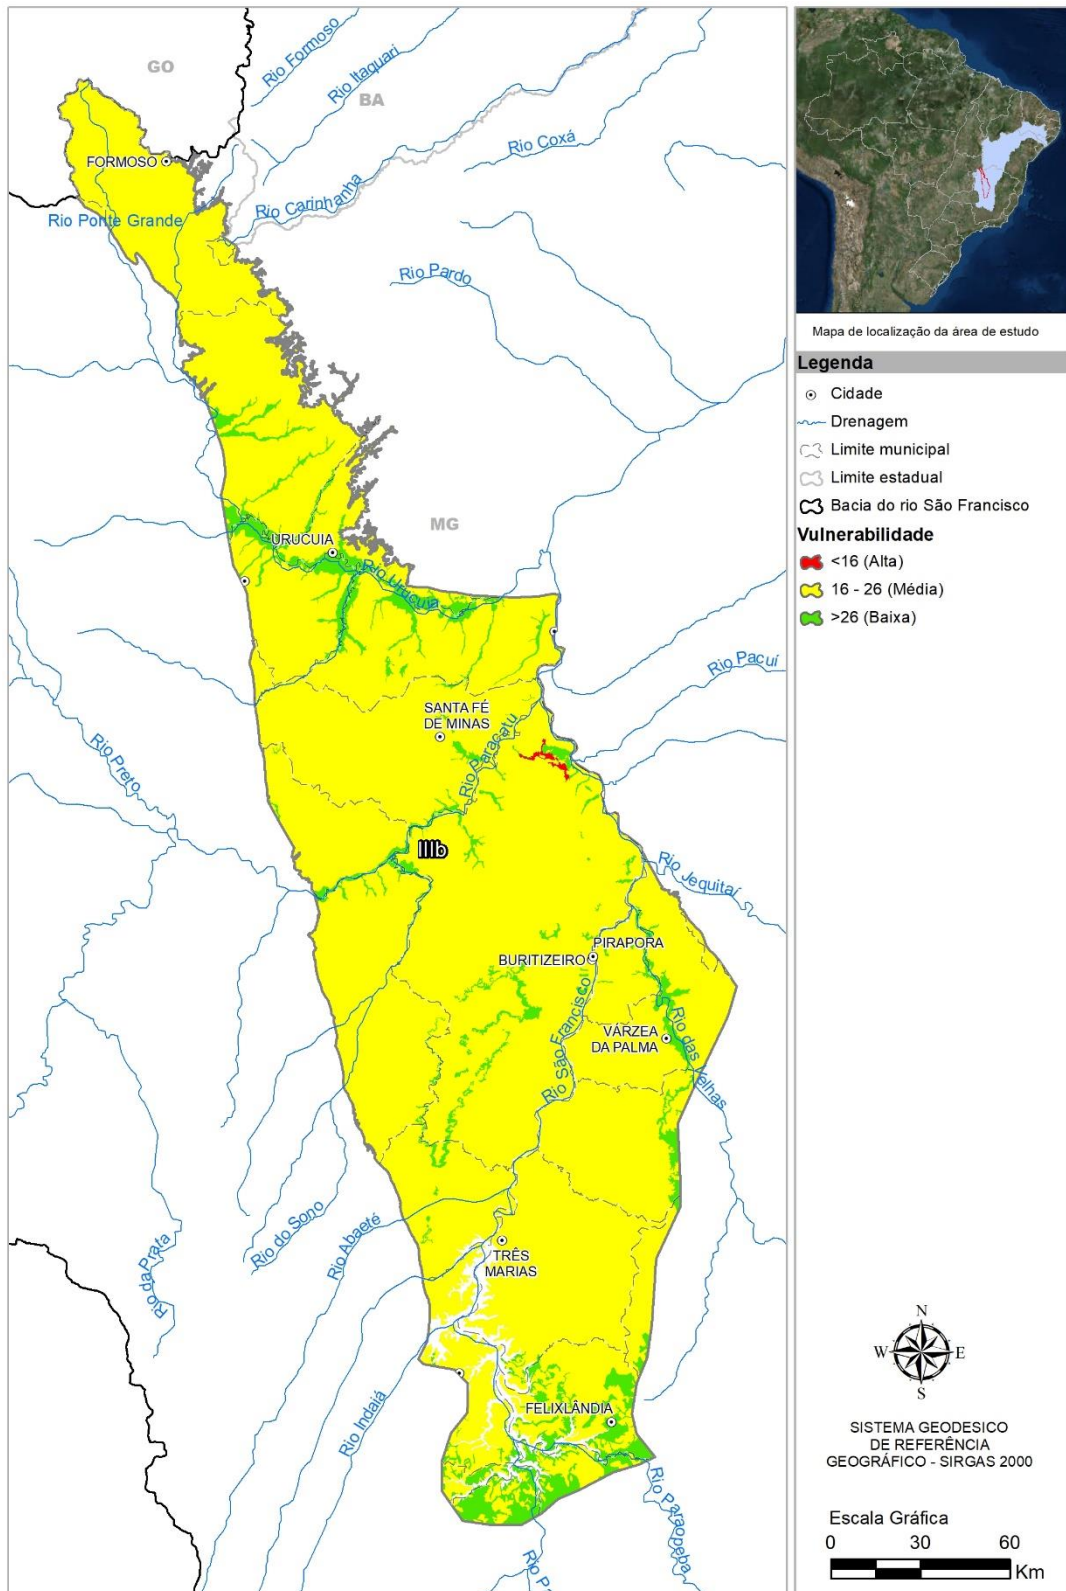 GO
Rio Formoso
Rio Itaquari
BA
FORMOSO
Rio Coxá
Rio Carinhanha
Rio Ponte Grande
Rio Pardo
MG
URUCUIA
Rio Urucuia
Rio Pacuí
SANTA FÉ
DE MINAS
Rio Paracatu
Rio Preto
IIIb
Rio Jequitaí
PIRAPORA
BURITIZEIRO
Rio São Francisco
VÁRZEA
DA PALMA
Rio das Velhas
Rio do Sono
Rio Abaeté
Rio da Prata
TRÊS
MARIAS
Rio Indaiá
FELIXLÂNDIA
Rio Paraopeba
Mapa de localização da área de estudo
Legenda
Cidade
Drenagem
Limite municipal
Limite estadual
Bacia do rio São Francisco
Vulnerabilidade
<16 (Alta)
16 - 26 (Média)
>26 (Baixa)
N
W E
S
SISTEMA GEODESICO
DE REFERÊNCIA
GEOGRÁFICO - SIRGAS 2000
Escala Gráfica
0 30 60
Km